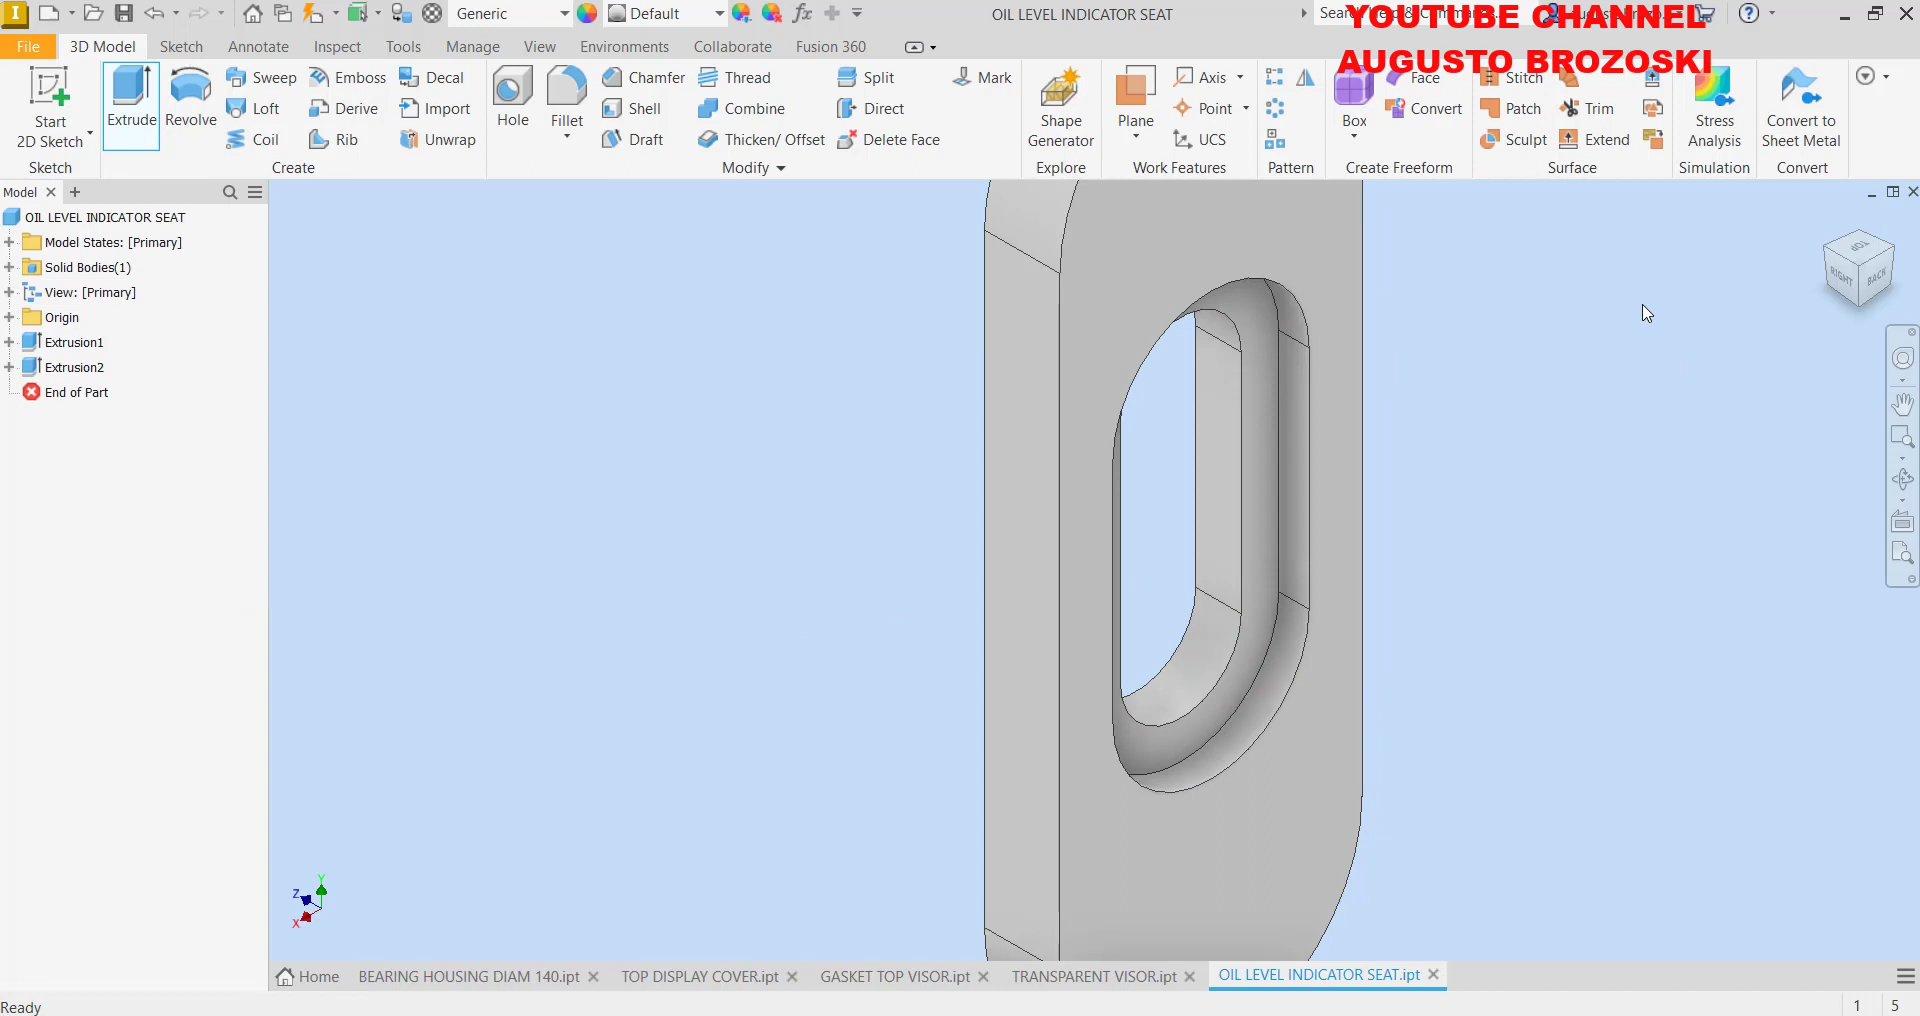 Generic
Default
OIL LEVEL INDICATOR SEAT
YOUTUBE CHANNEL
AUGUSTO BROZOSKI
File
3D Model
Sketch
Annotate
Inspect
Tools
Manage
View
Environments
Collaborate
Fusion 360
Start
2D Sketch
Extrude
Revolve
Sweep
Emboss
Decal
Loft
Derive
Import
Coil
Rib
Unwrap
Hole
Fillet
Chamfer
Thread
Split
Mark
Shell
Combine
Direct
Draft
Thicken/ Offset
Delete Face
Shape
Generator
Plane
Axis
Point
UCS
Box
Face
Convert
Stitch
Patch
Trim
Sculpt
Extend
Stress
Analysis
Convert to
Sheet Metal
Sketch
Create
Modify
Explore
Work Features
Pattern
Create Freeform
Surface
Simulation
Convert
Model
OIL LEVEL INDICATOR SEAT
Model States: [Primary]
Solid Bodies(1)
View: [Primary]
Origin
Extrusion1
Extrusion2
End of Part
TOP
RIGHT
BACK
Y
Z
X
Home
BEARING HOUSING DIAM 140.ipt
TOP DISPLAY COVER.ipt
GASKET TOP VISOR.ipt
TRANSPARENT VISOR.ipt
OIL LEVEL INDICATOR SEAT.ipt
Ready
1
5